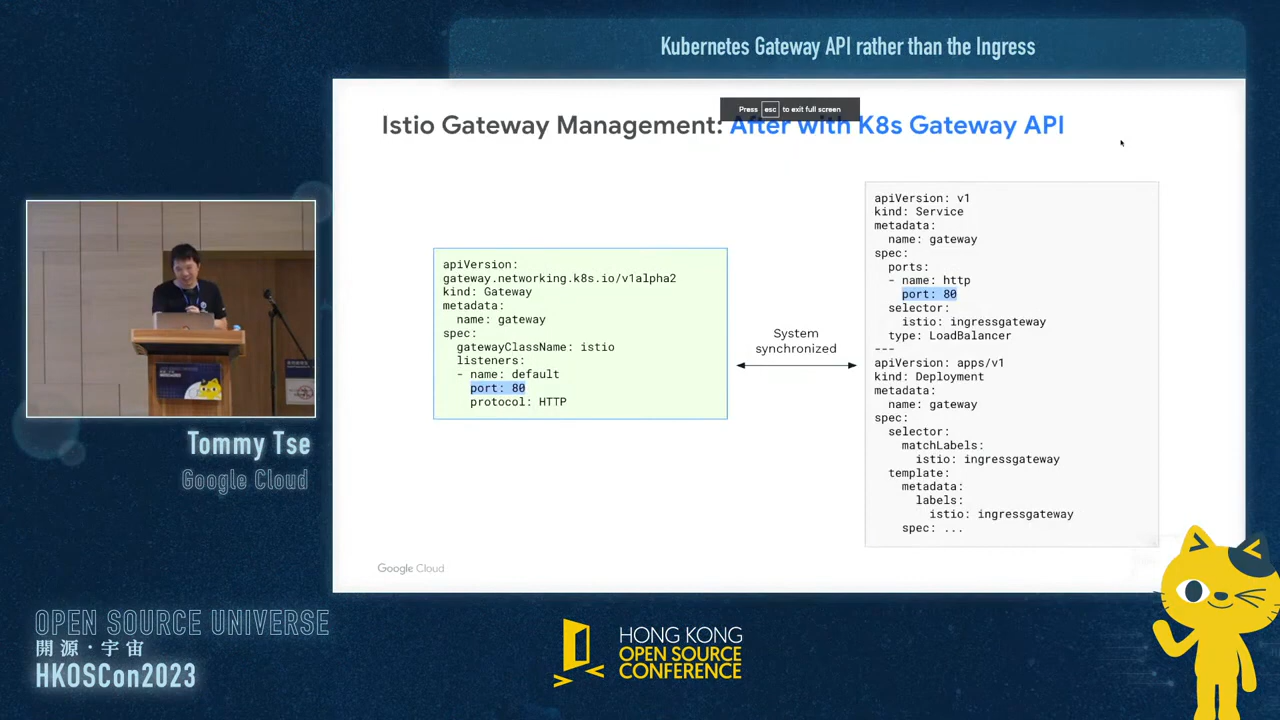 Kubernetes Gateway API rather than the Ingress
Press esc to exit full screen
Istio Gateway Management: After with K8s Gateway API
apiVersion:
gateway.networking.k8s.io/v1alpha2
kind: Gateway
metadata:
  name: gateway
spec:
  gatewayClassName: istio
  listeners:
  - name: default
    port: 80
    protocol: HTTP
System
synchronized
apiVersion: v1
kind: Service
metadata:
  name: gateway
spec:
  ports:
  - name: http
    port: 80
  selector:
    istio: ingressgateway
  type: LoadBalancer
---
apiVersion: apps/v1
kind: Deployment
metadata:
  name: gateway
spec:
  selector:
    matchLabels:
      istio: ingressgateway
  template:
    metadata:
      labels:
        istio: ingressgateway
    spec: ...
Google Cloud
Tommy Tse
Google Cloud
OPEN SOURCE UNIVERSE
開源·宇宙
HKOSCon2023
HONG KONG
OPEN SOURCE
CONFERENCE